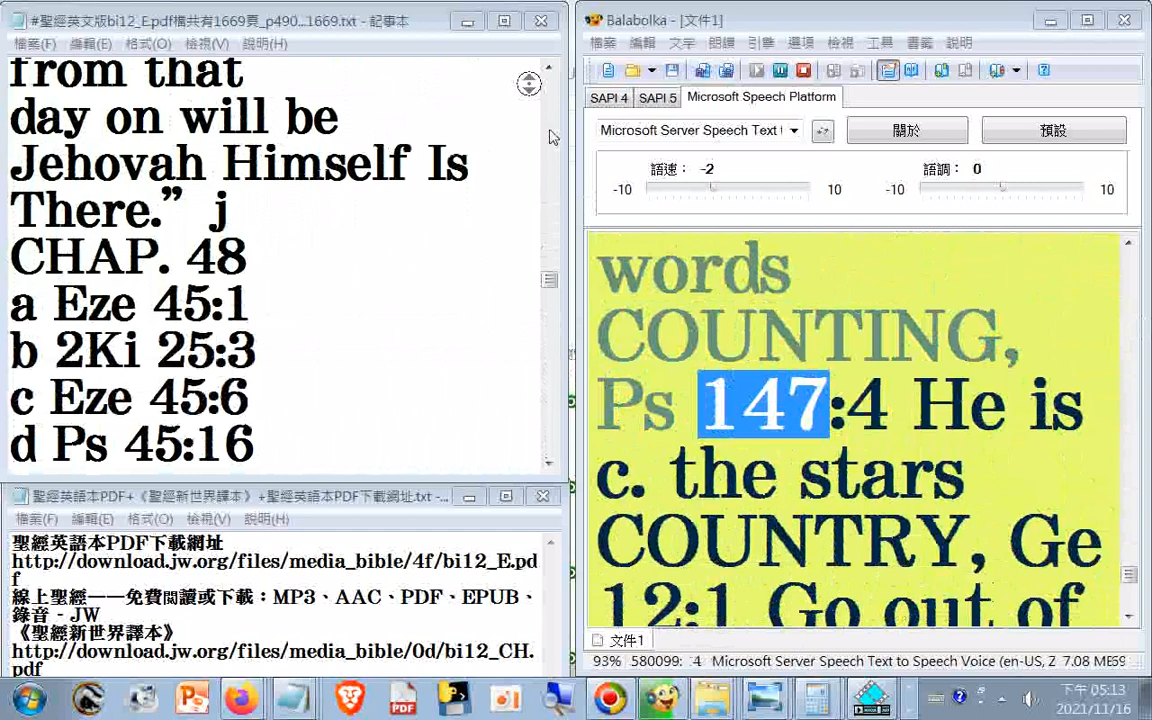 #聖經英文版bi12_E.pdf檔共有1669頁_p490...1669.txt - 記事本
檔案(F) 編輯(E) 格式(O) 檢視(V) 說明(H)
from that
day on will be
Jehovah Himself Is
There.” j
CHAP. 48
a Eze 45:1
b 2Ki 25:3
c Eze 45:6
d Ps 45:16
聖經英語本PDF+《聖經新世界譯本》+聖經英語本PDF下載網址.txt -...
檔案(F) 編輯(E) 格式(O) 檢視(V) 說明(H)
聖經英語本PDF下載網址
http://download.jw.org/files/media_bible/4f/bi12_E.pd
f
線上聖經——免費閱讀或下載：MP3、AAC、PDF、EPUB、
錄音 - JW
《聖經新世界譯本》
http://download.jw.org/files/media_bible/0d/bi12_CH.
pdf
Balabolka - [文件1]
檔案 編輯 文字 朗讀 引擎 選項 檢視 工具 書籤 說明
SAPI 4 SAPI 5 Microsoft Speech Platform
Microsoft Server Speech Text 關於 預設
語速： -2 語調： 0
-10 10 -10 10
words
COUNTING,
Ps 147:4 He is
c. the stars
COUNTRY, Ge
12:1 Go out of
文件1
93% 580099: 4 Microsoft Server Speech Text to Speech Voice (en-US, Z 7.08 ME
PDF
下午 05:13
2021/11/16